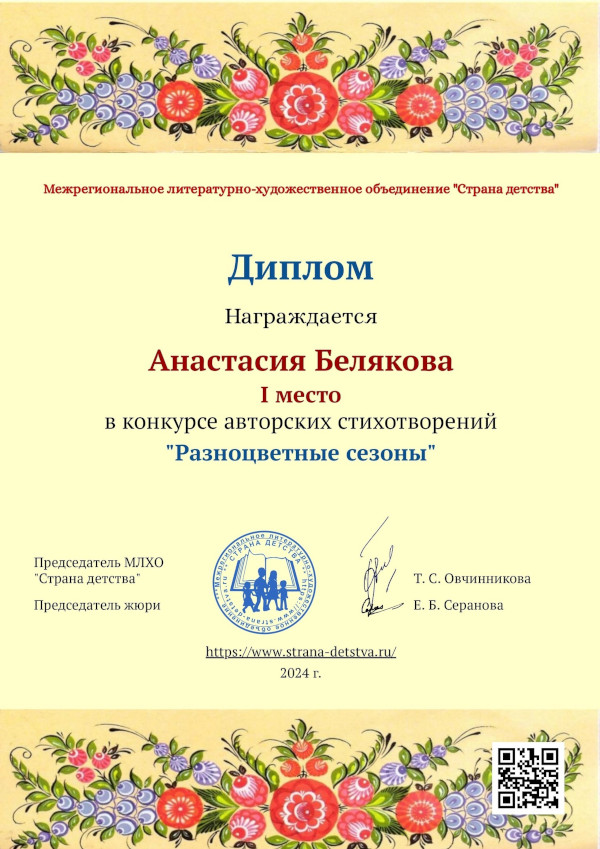 Межрегиональное литературно-художественное объединение "Страна детства"
Диплом
Награждается
Анастасия Белякова
I место
в конкурсе авторских стихотворений
"Разноцветные сезоны"
Председатель МЛХО
"Страна детства"
Т. С. Овчинникова
Председатель жюри
Е. Б. Серанова
Межрегиональное литературно-художественное объединение
"СТРАНА ДЕТСТВА"
https://www.strana-detstva.ru
https://www.strana-detstva.ru/
2024 г.